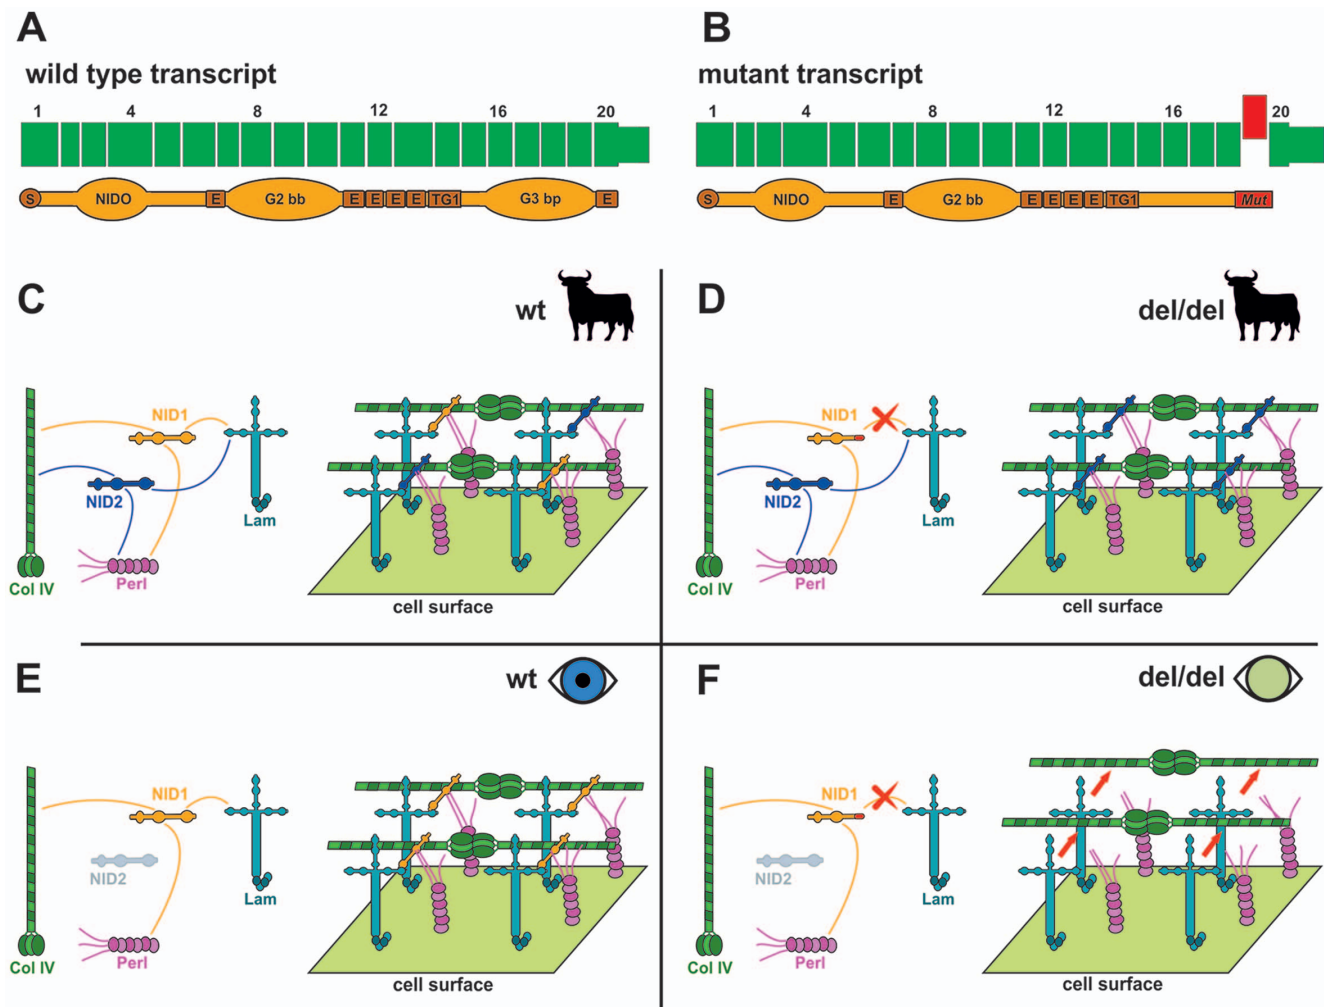 A
B
wild type transcript
mutant transcript
1 4 8 12 16 20
1 4 8 12 16 20
S NIDO E G2 bb E E E E TG1 G3 bp E
S NIDO E G2 bb E E E E TG1 Mut
C
wt
D
del/del
NID1
NID2
Lam
Perl
Col IV
cell surface
NID1
NID2
Lam
Perl
Col IV
cell surface
E
wt
F
del/del
NID1
NID2
Lam
Perl
Col IV
cell surface
NID1
NID2
Lam
Perl
Col IV
cell surface